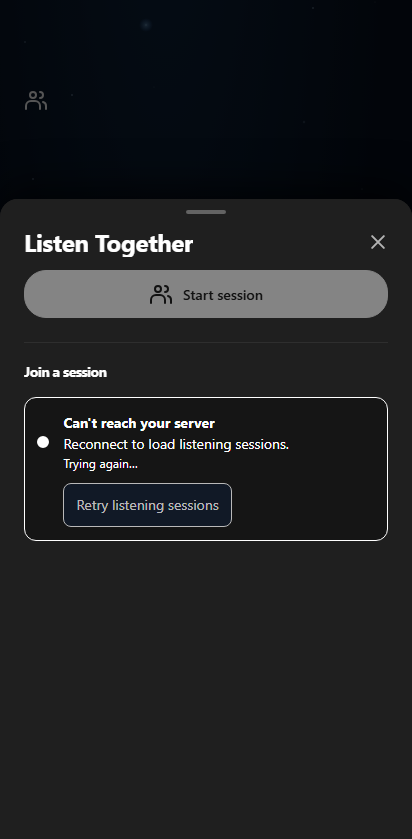 Listen Together
Start session
Join a session
Can't reach your server
Reconnect to load listening sessions.
Trying again...
Retry listening sessions